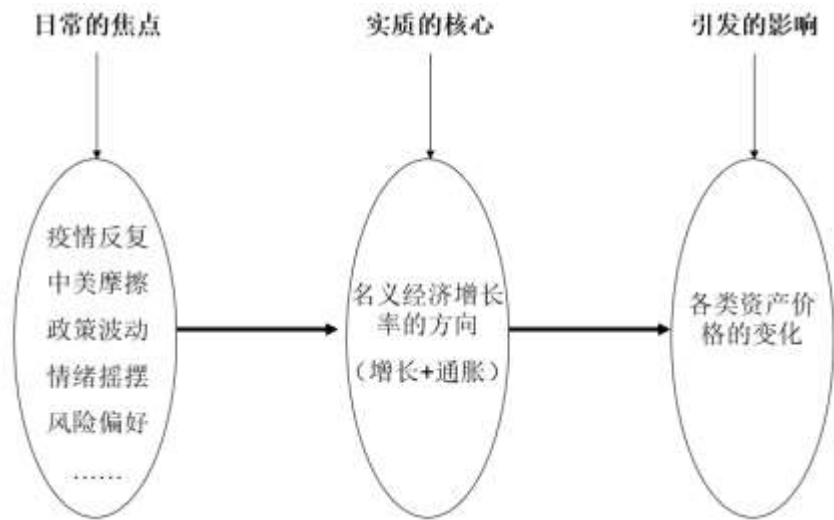 日常的焦点
实质的核心
引发的影响
疫情反复
中美摩擦
政策波动
情绪摇摆
风险偏好
……
名义经济增长
率的方向
（增长+通胀）
各类资产价
格的变化